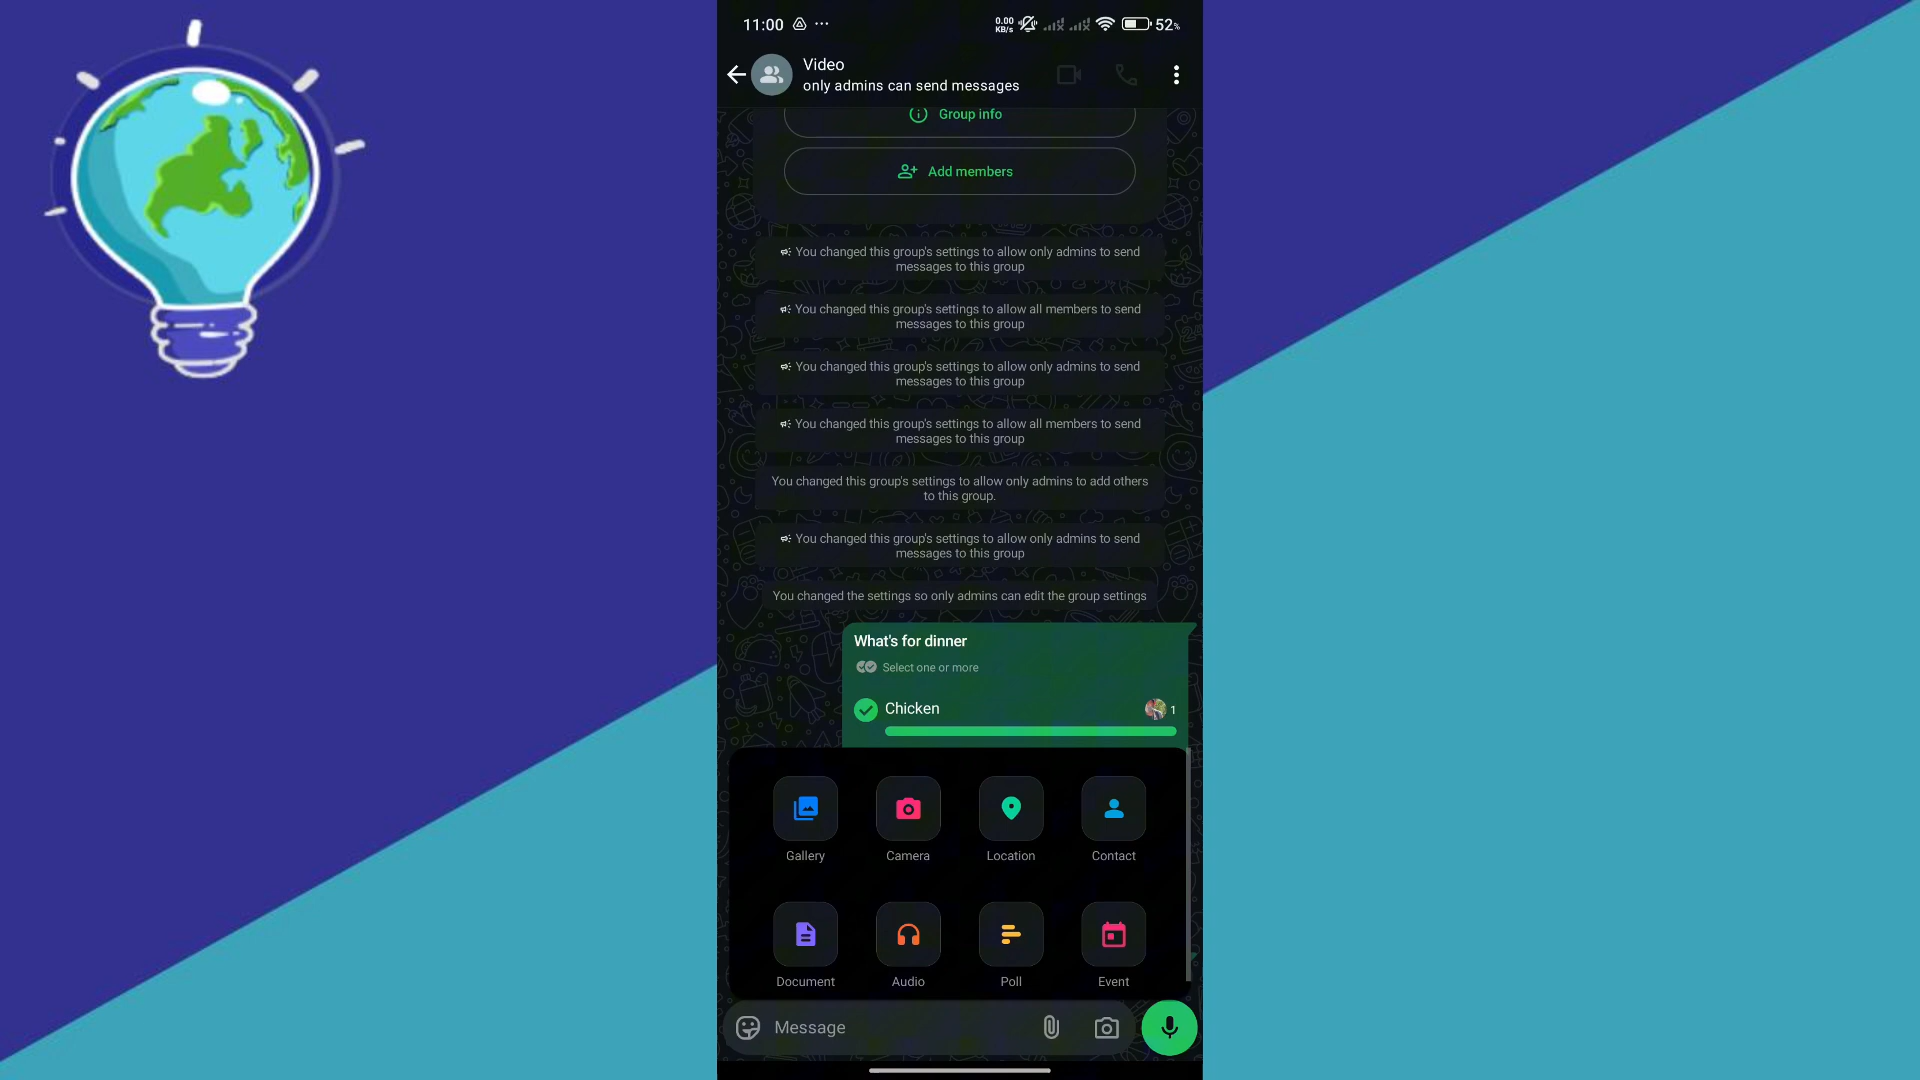 11:00
0.00
KB/s
52%
Video
only admins can send messages
Group info
Add members
You changed this group's settings to allow only admins to send
messages to this group
You changed this group's settings to allow all members to send
messages to this group
You changed this group's settings to allow only admins to send
messages to this group
You changed this group's settings to allow all members to send
messages to this group
You changed this group's settings to allow only admins to add others
to this group.
You changed this group's settings to allow only admins to send
messages to this group
You changed the settings so only admins can edit the group settings
What's for dinner
Select one or more
Chicken 1
Gallery Camera Location Contact
Document Audio Poll Event
Message